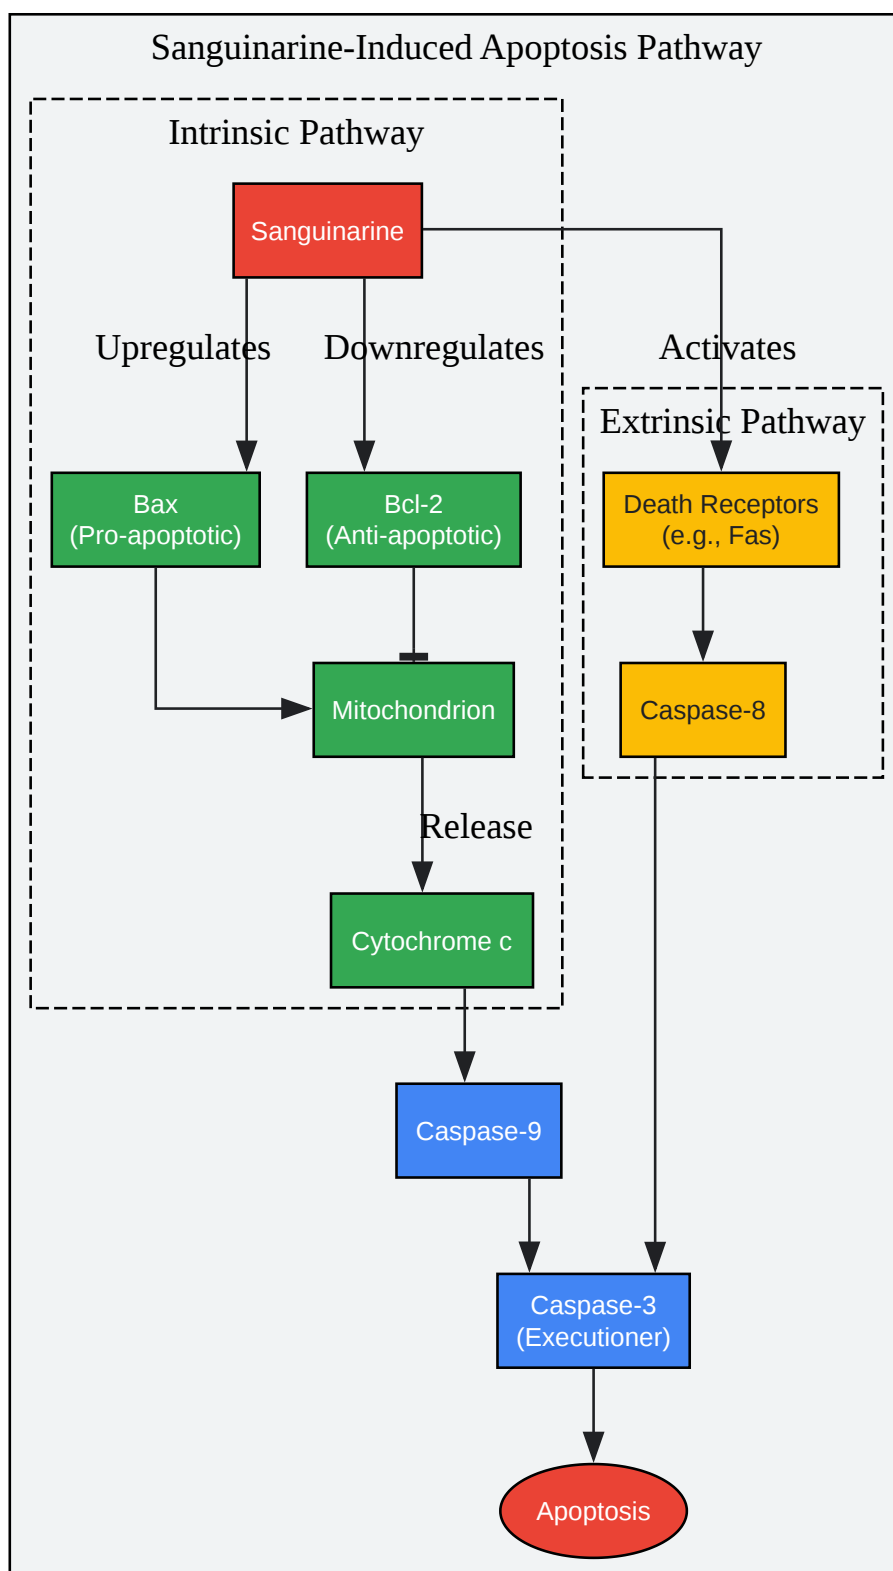 Sanguinarine-Induced Apoptosis Pathway
Intrinsic Pathway
Sanguinarine
Upregulates
Downregulates
Activates
Extrinsic Pathway
Bax
(Pro-apoptotic)
Bcl-2
(Anti-apoptotic)
Death Receptors
(e.g., Fas)
Mitochondrion
Caspase-8
Release
Cytochrome c
Caspase-9
Caspase-3
(Executioner)
Apoptosis